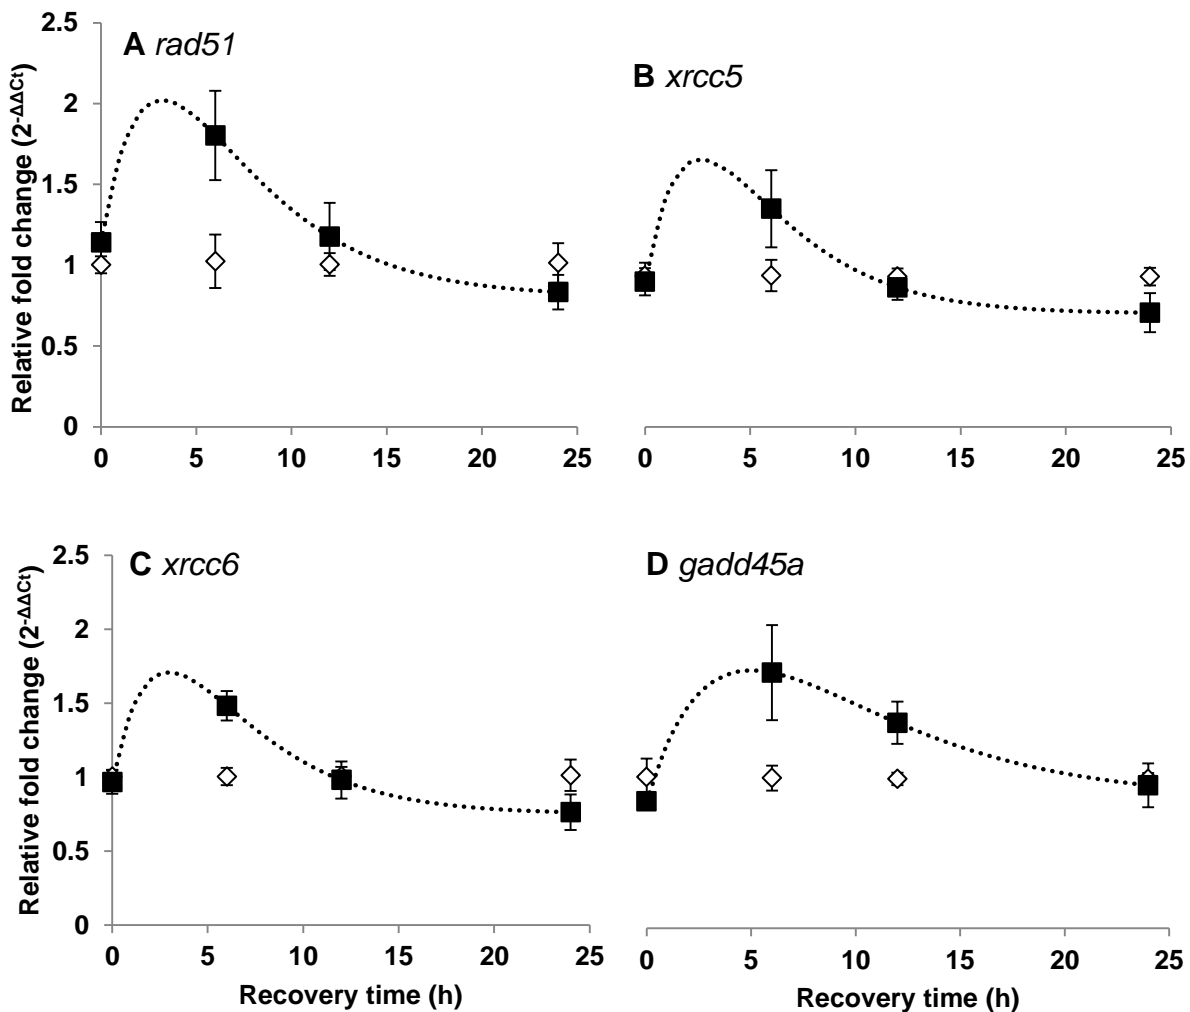 A rad51
Relative fold change (2-ΔΔCt)
2.5
2
1.5
1
0.5
0
0 5 10 15 20 25
B xrcc5
0 5 10 15 20 25
C xrcc6
Relative fold change (2-ΔΔCt)
2.5
2
1.5
1
0.5
0
0 5 10 15 20 25
Recovery time (h)
D gadd45a
0 5 10 15 20 25
Recovery time (h)